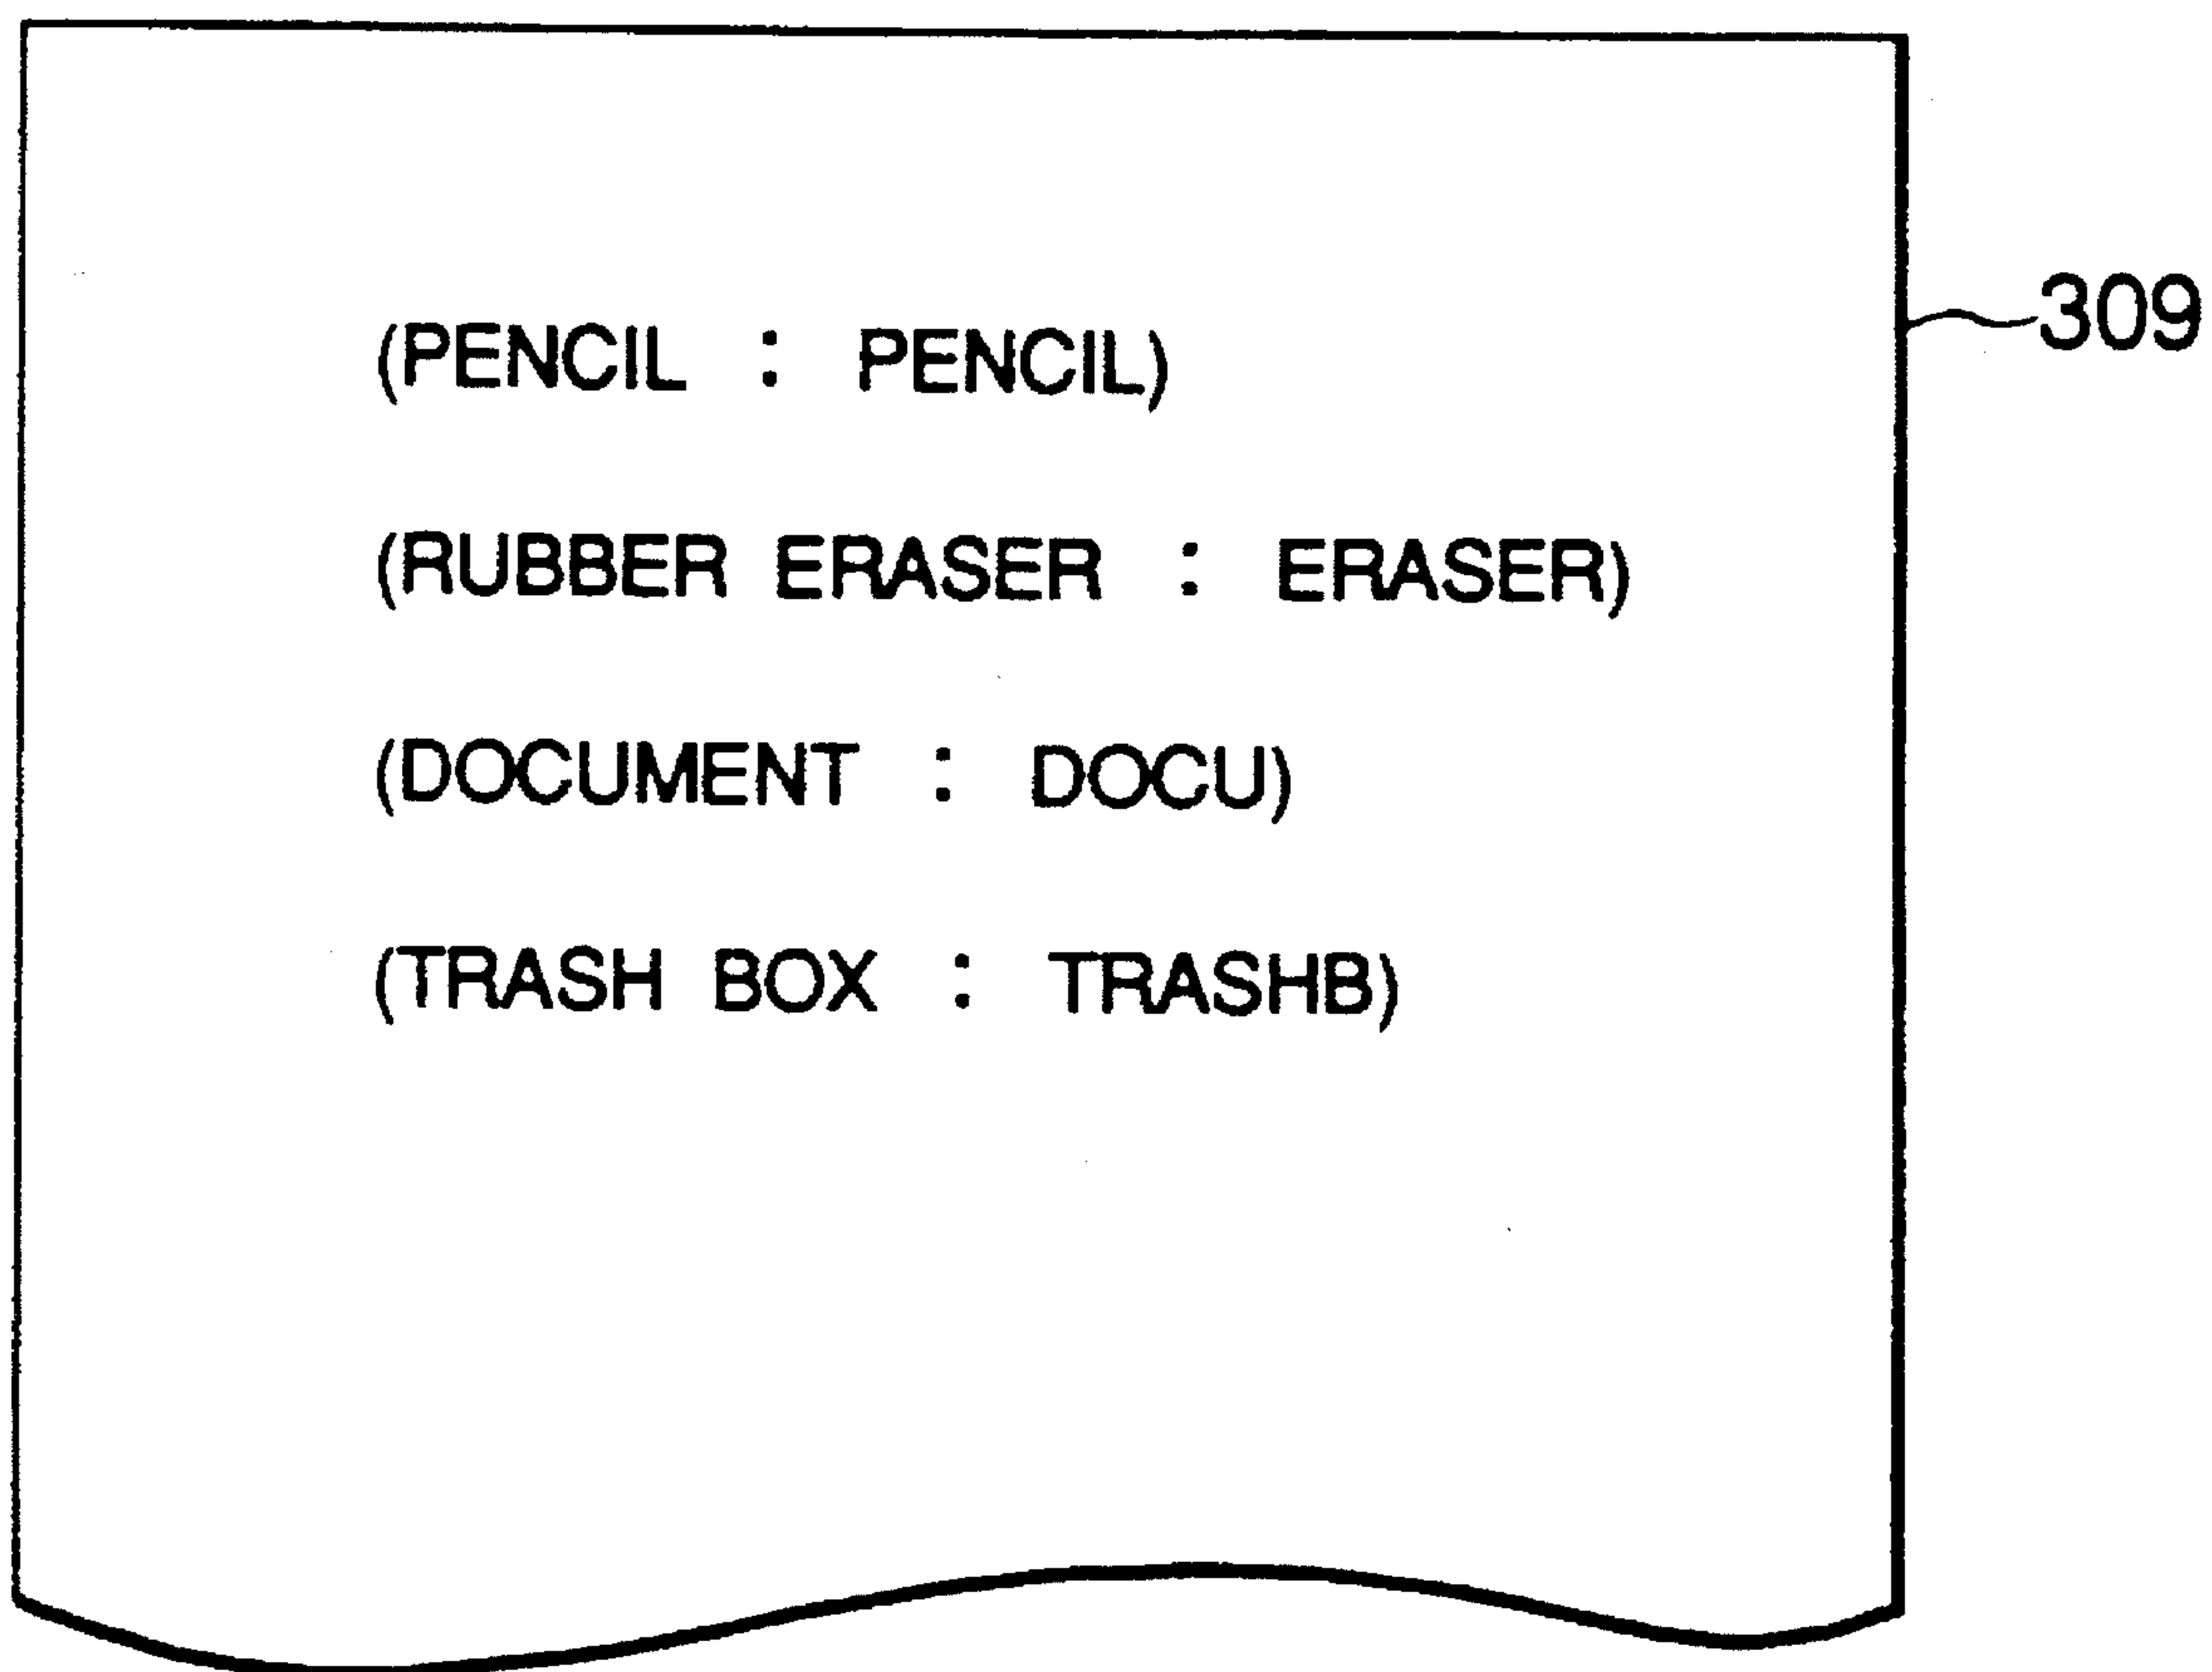 (PENCIL : PENCIL)
309
(RUBBER ERASER : ERASER)
(DOCUMENT : DOCU)
(TRASH BOX : TRASHB)